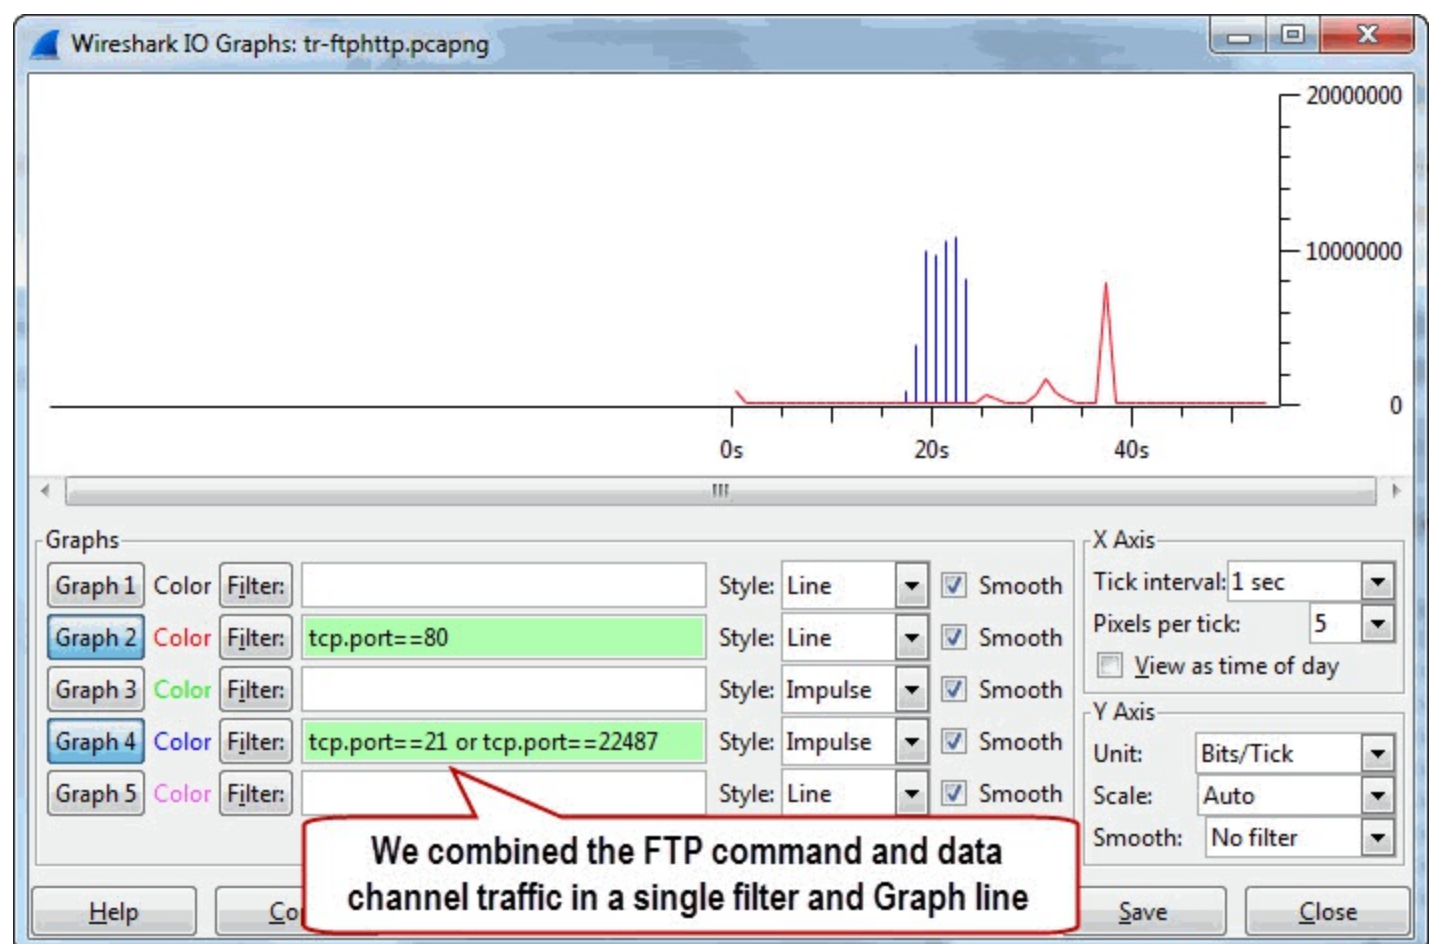 Wireshark IO Graphs: tr-ftphttp.pcapng
20000000
10000000
0
0s 20s 40s
Graphs
Graph 1 Color Filter: Style: Line Smooth
Graph 2 Color Filter: tcp.port==80 Style: Line Smooth
Graph 3 Color Filter: Style: Impulse Smooth
Graph 4 Color Filter: tcp.port==21 or tcp.port==22487 Style: Impulse Smooth
Graph 5 Color Filter: Style: Line Smooth
X Axis
Tick interval: 1 sec
Pixels per tick: 5
View as time of day
Y Axis
Unit: Bits/Tick
Scale: Auto
Smooth: No filter
We combined the FTP command and data
channel traffic in a single filter and Graph line
Help Co Save Close